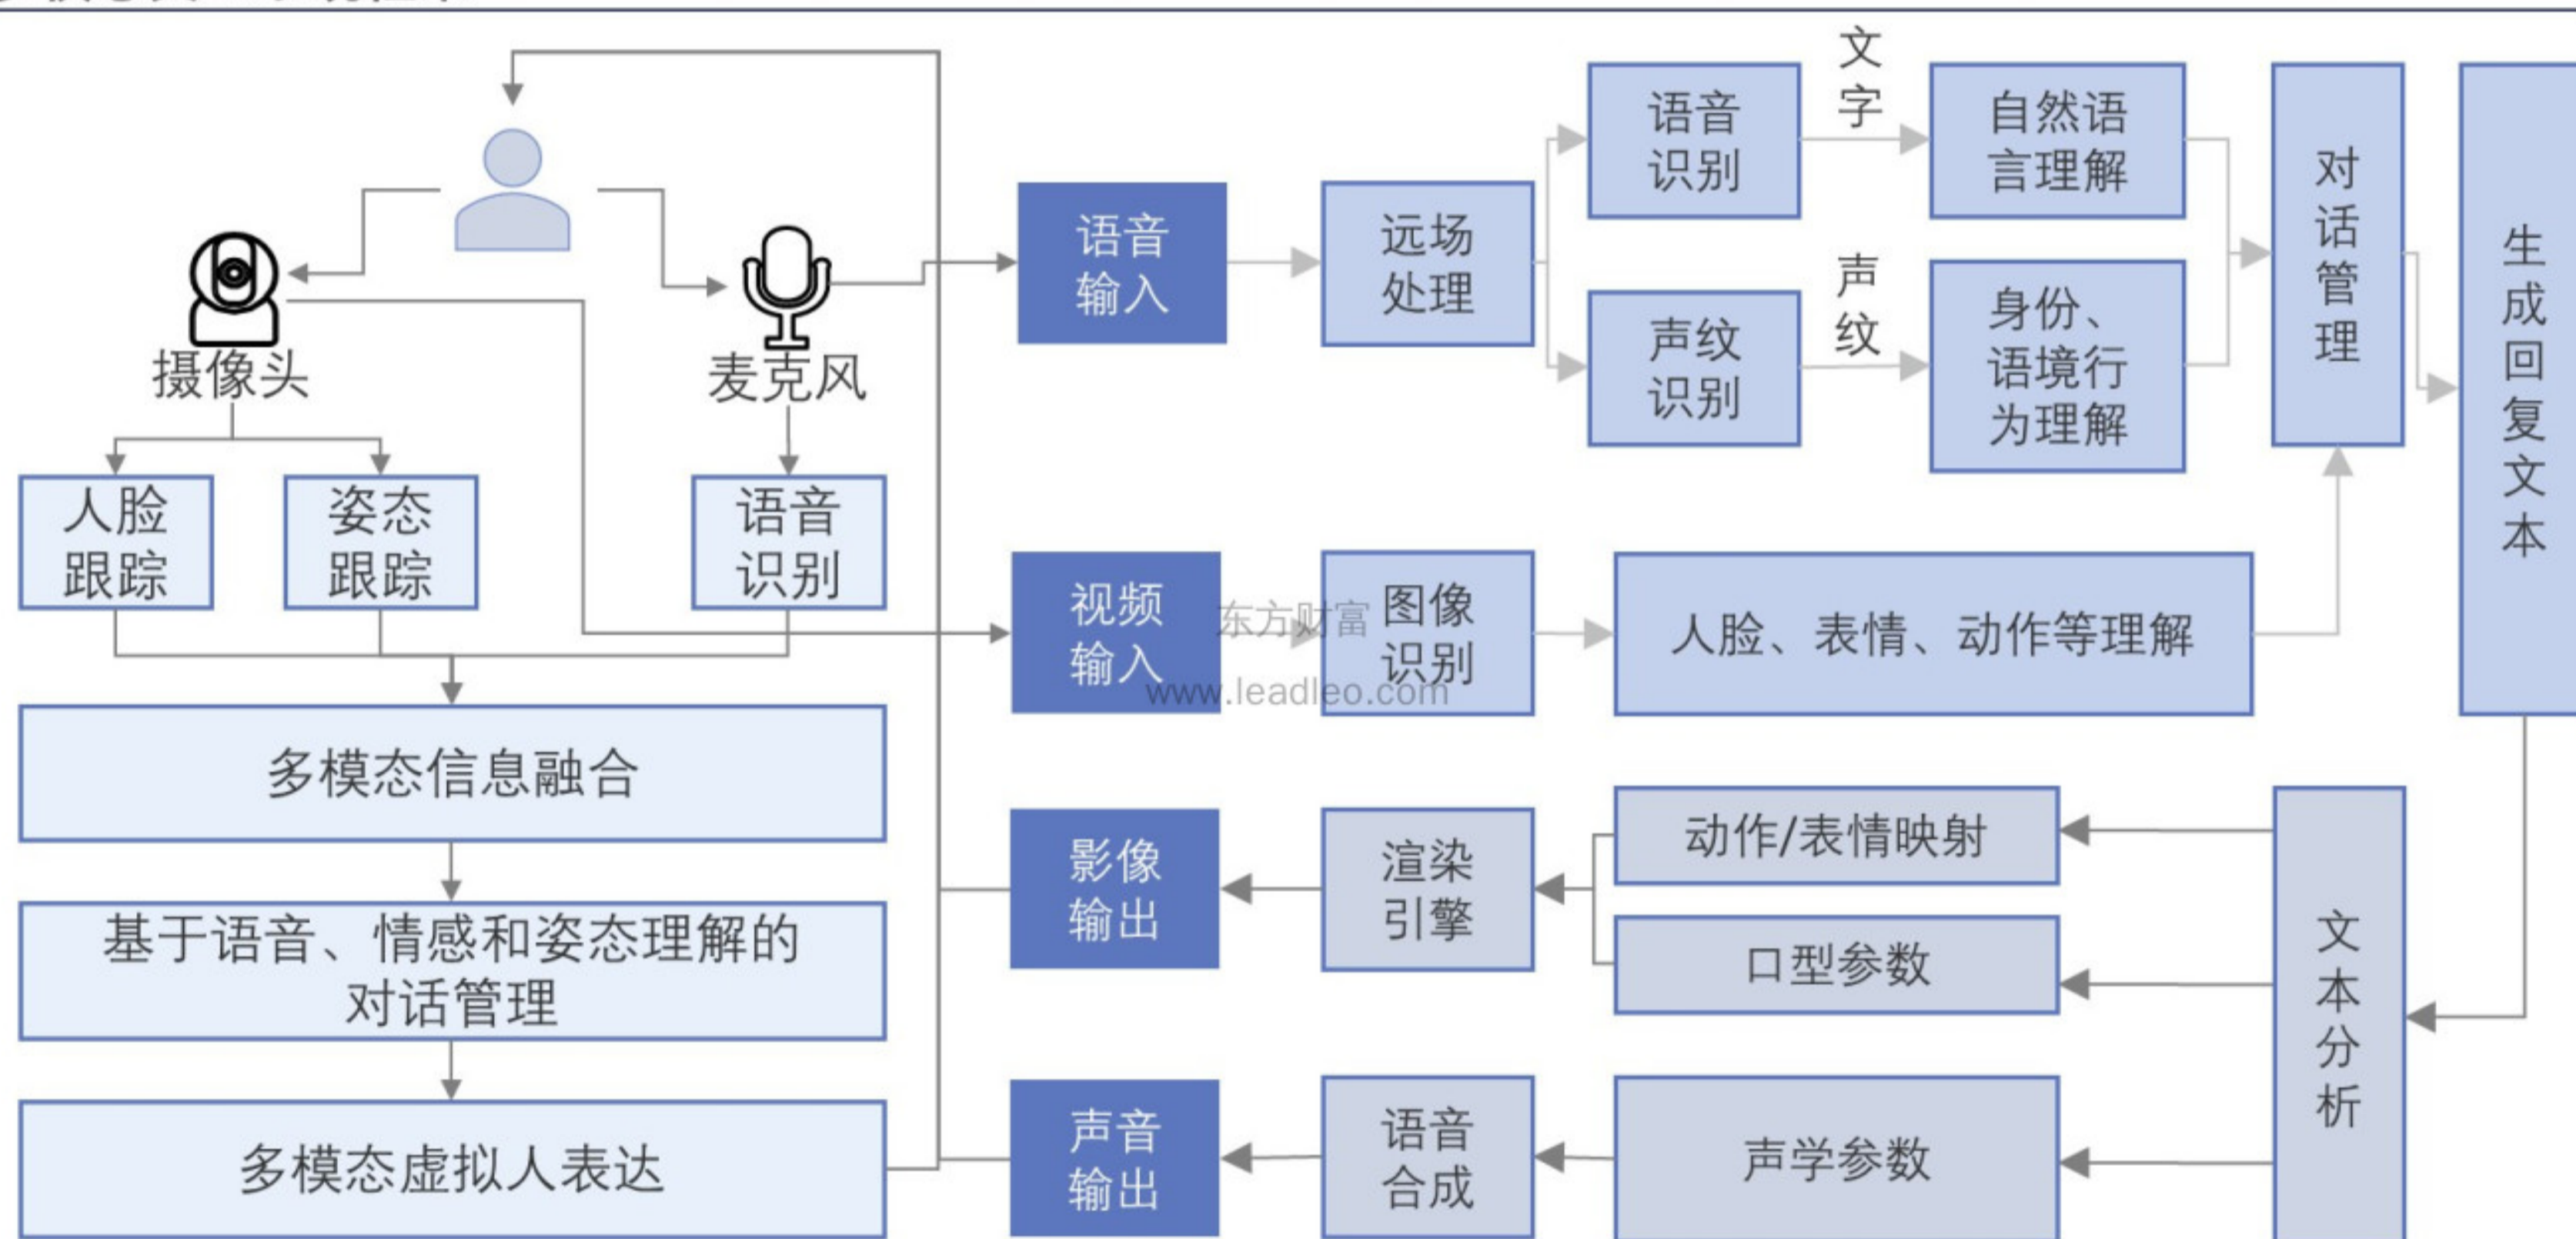 摄像头
麦克风
人脸
跟踪
姿态
跟踪
语音
识别
多模态信息融合
基于语音、情感和姿态理解的
对话管理
多模态虚拟人表达
语音
输入
远场
处理
语音
识别
文
字
自然语
言理解
声纹
识别
声
纹
身份、
语境行
为理解
对
话
管
理
生
成
回
复
文
本
视频
输入
东方财富
www.leadleo.com
图像
识别
人脸、表情、动作等理解
影像
输出
渲染
引擎
动作/表情映射
口型参数
文
本
分
析
声音
输出
语音
合成
声学参数